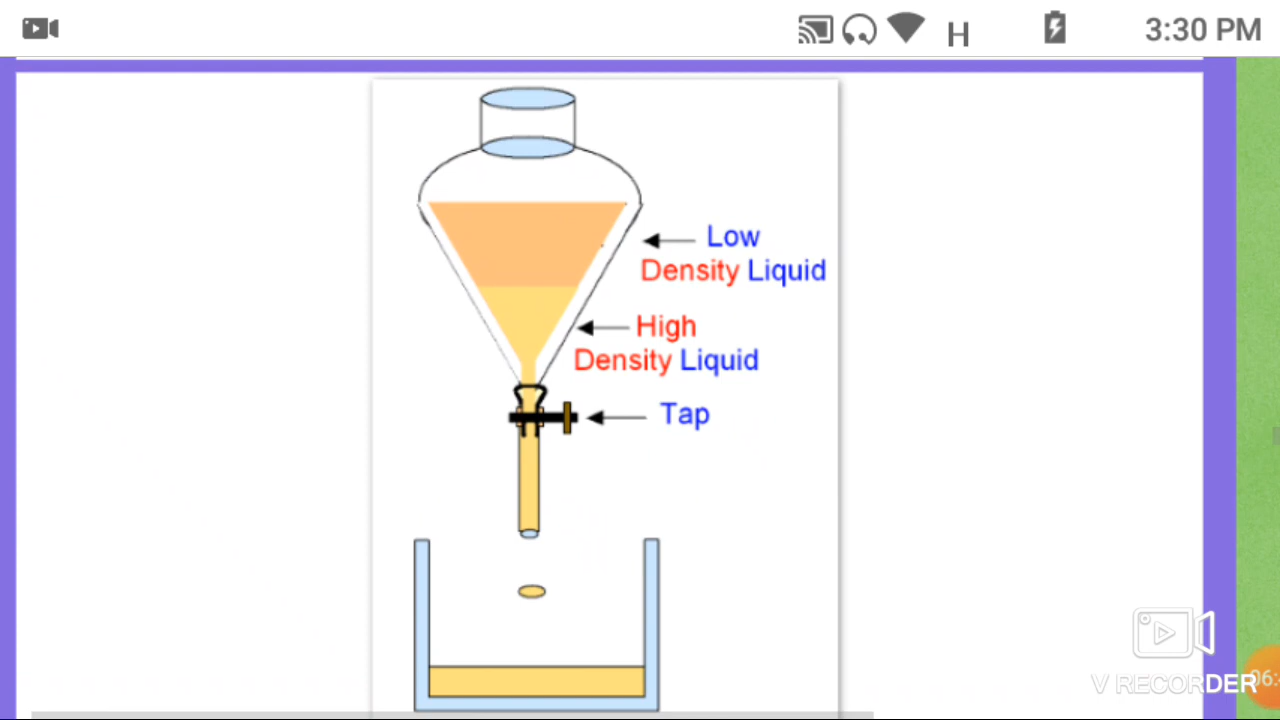 H 3:30 PM
Low
Density Liquid
High
Density Liquid
Tap
V RECORDER